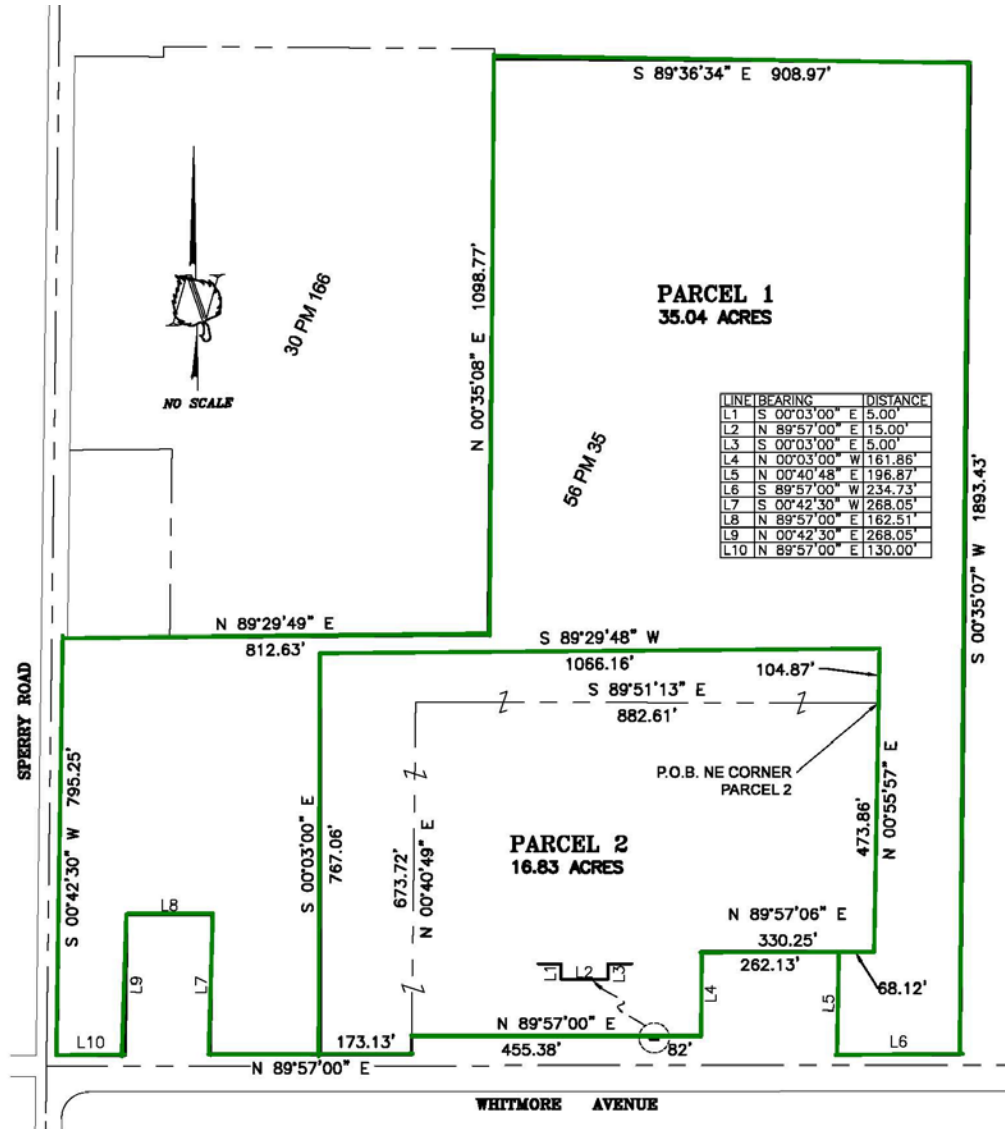 S 89°36'34" E 908.97'
N 00°35'08" E 1098.77'
30 PM 166
NO SCALE
PARCEL 1
35.04 ACRES
56 PM 35
LINE BEARING DISTANCE
L1 S 00°03'00" E 5.00'
L2 N 89°57'00" E 15.00'
L3 S 00°03'00" E 5.00'
L4 N 00°03'00" W 161.86'
L5 N 00°40'48" E 196.87'
L6 S 89°57'00" W 234.73'
L7 S 00°42'30" W 268.05'
L8 N 89°57'00" E 162.51'
L9 N 00°42'30" E 268.05'
L10 N 89°57'00" E 130.00'
S 00°35'07" W 1893.43'
N 89°29'49" E
812.63'
S 89°29'48" W
1066.16'
104.87'
S 89°51'13" E
882.61'
SPERRY ROAD
S 00°42'30" W 795.25'
S 00°03'00" E
767.06'
673.72'
N 00°40'49" E
P.O.B. NE CORNER
PARCEL 2
473.86'
N 00°55'57" E
PARCEL 2
16.83 ACRES
N 89°57'06" E
330.25'
262.13'
68.12'
L8
L9
L7
L1
L2
L3
L4
L5
L10
L6
N 89°57'00" E
173.13'
455.38'
82'
N 89°57'00" E
WHITMORE AVENUE